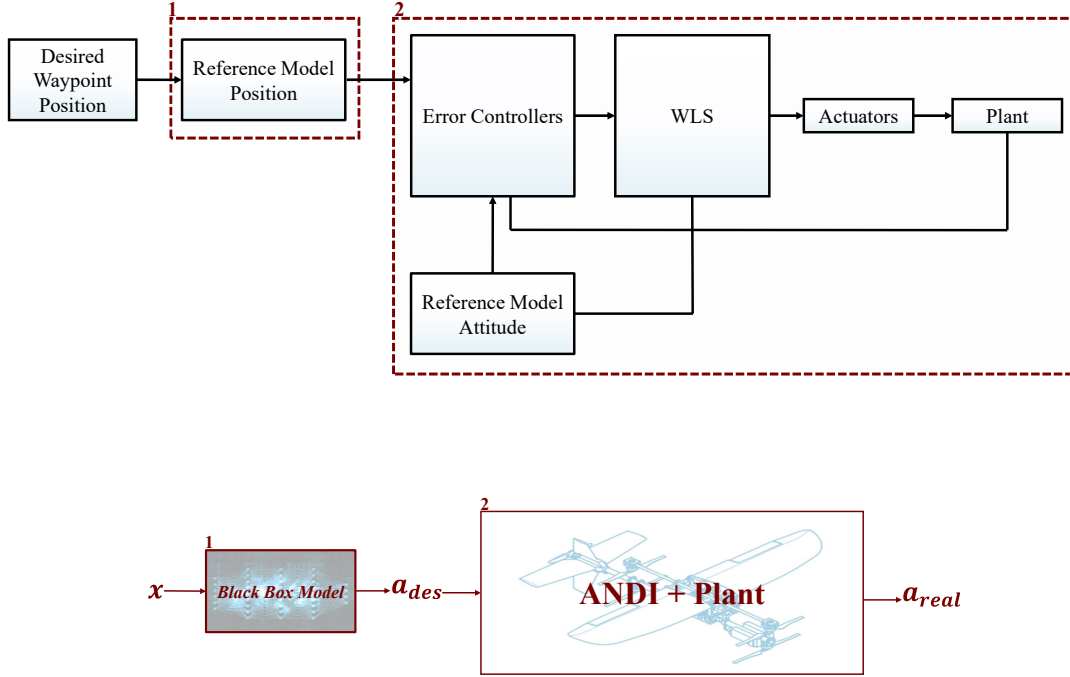 1
2
Desired
Waypoint
Position
Reference Model
Position
Error Controllers
WLS
Actuators
Plant
Reference Model
Attitude
1
2
x
Black Box Model
a_des
ANDI + Plant
a_real